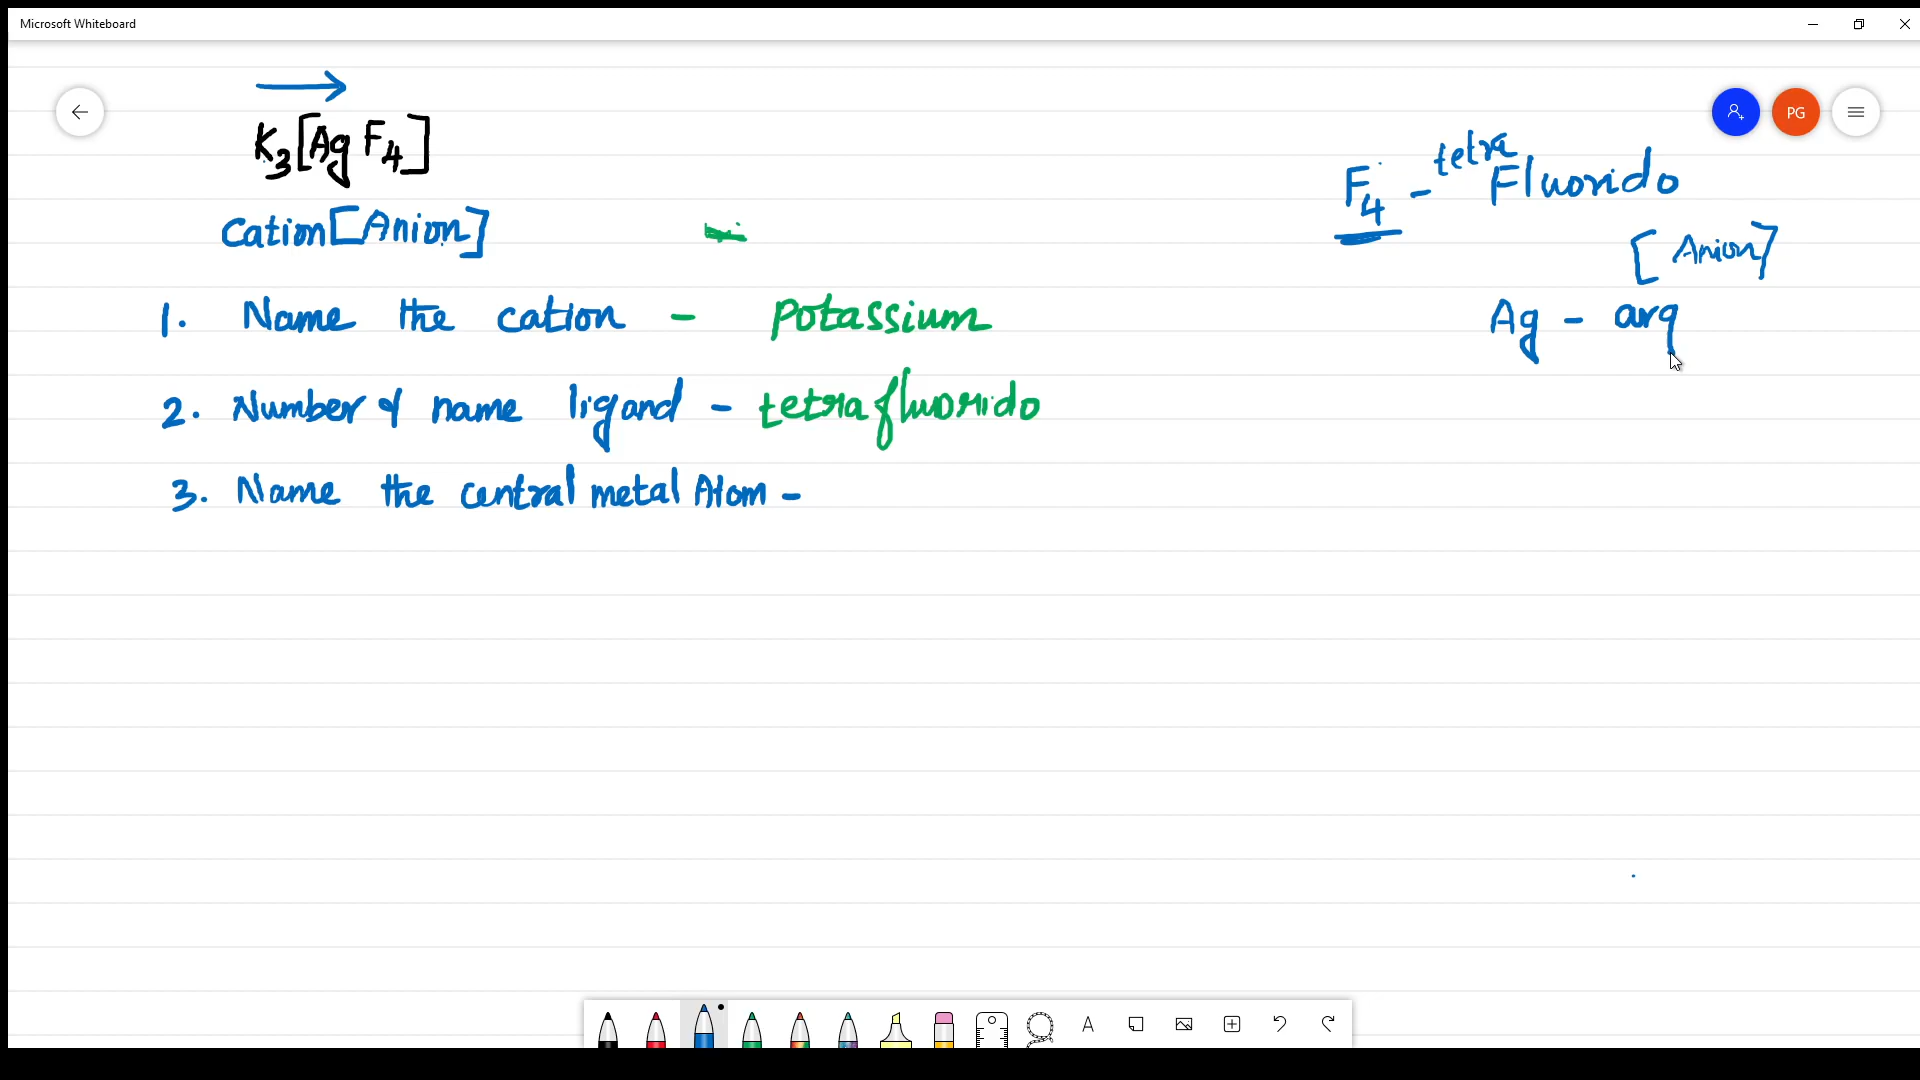 Microsoft Whiteboard
K3[AgF4]
Cation[Anion]
1. Name the cation - Potassium
2. Number & name ligand - tetrafluorido
3. Name the central metal Atom -
PG
F4 - tetra Fluorido
[Anion]
Ag - arg
A